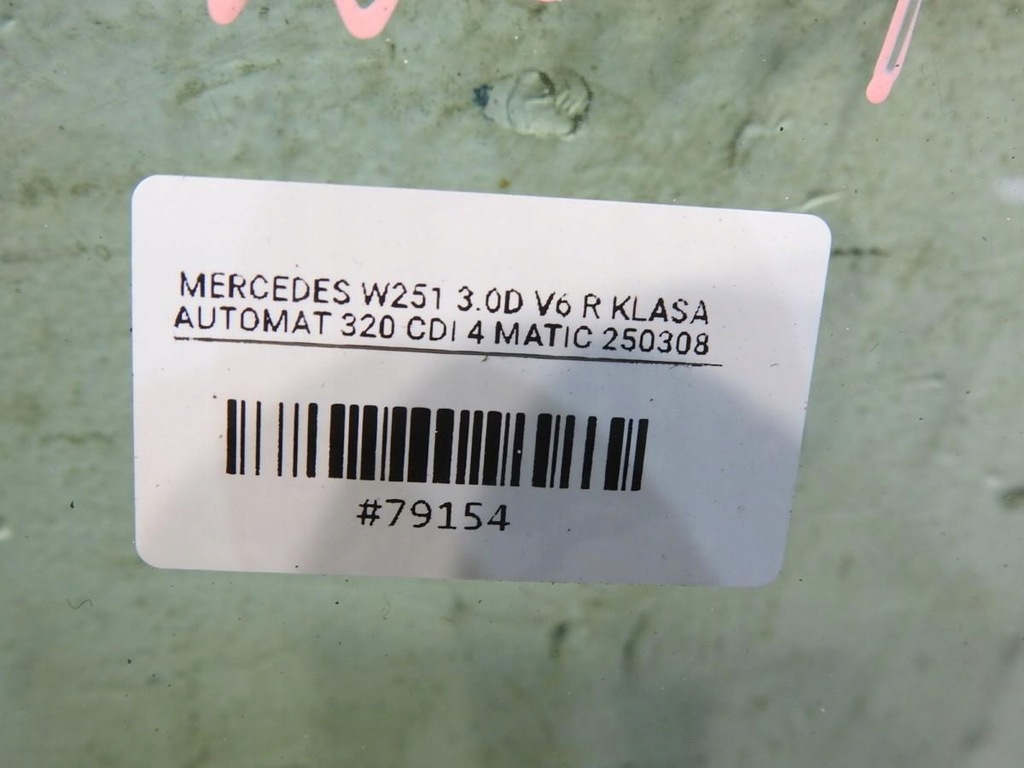 MERCEDES W251 3.0D V6 R KLASA
AUTOMAT 320 CDI 4 MATIC 250308
#79154